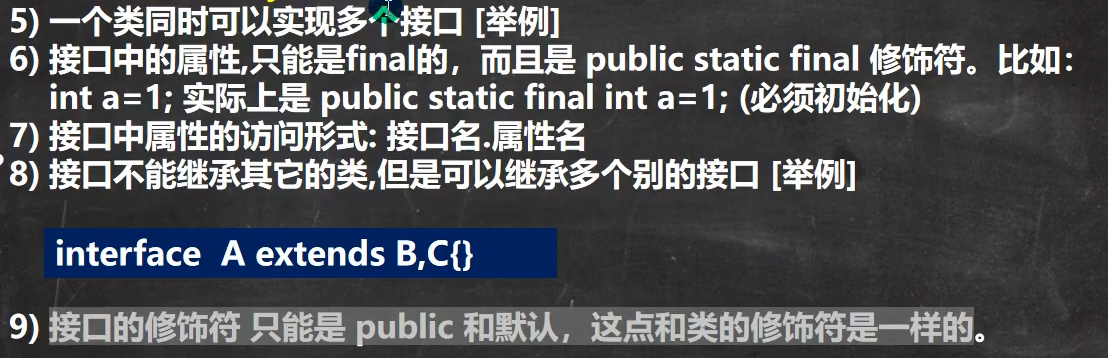 5) 一个类同时可以实现多个接口 [举例]
6) 接口中的属性,只能是final的，而且是 public static final 修饰符。比如：
int a=1; 实际上是 public static final int a=1; (必须初始化)
7) 接口中属性的访问形式: 接口名.属性名
8) 接口不能继承其它的类,但是可以继承多个别的接口 [举例]
interface A extends B,C{}
9) 接口的修饰符 只能是 public 和默认，这点和类的修饰符是一样的。